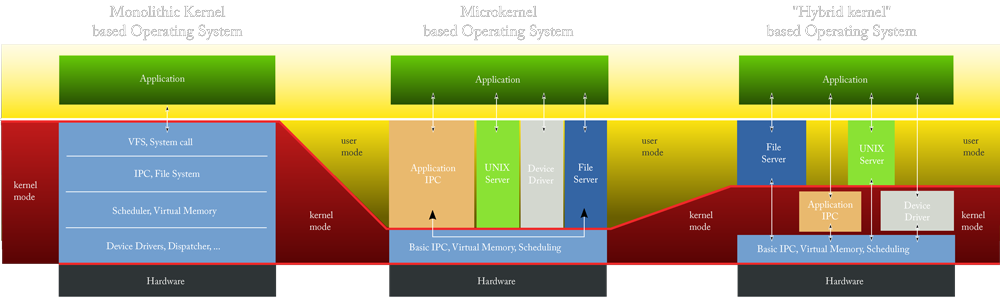 Monolithic Kernel
based Operating System
Microkernel
based Operating System
"Hybrid kernel"
based Operating System
Application
VFS, System call
IPC, File System
Scheduler, Virtual Memory
Device Drivers, Dispatcher, ...
Hardware
kernel
mode
user
mode
kernel
mode
Application
Application
IPC
UNIX
Server
Device
Driver
File
Server
Basic IPC, Virtual Memory, Scheduling
Hardware
user
mode
kernel
mode
Application
File
Server
UNIX
Server
Application
IPC
Device
Driver
Basic IPC, Virtual Memory, Scheduling
Hardware
user
mode
kernel
mode